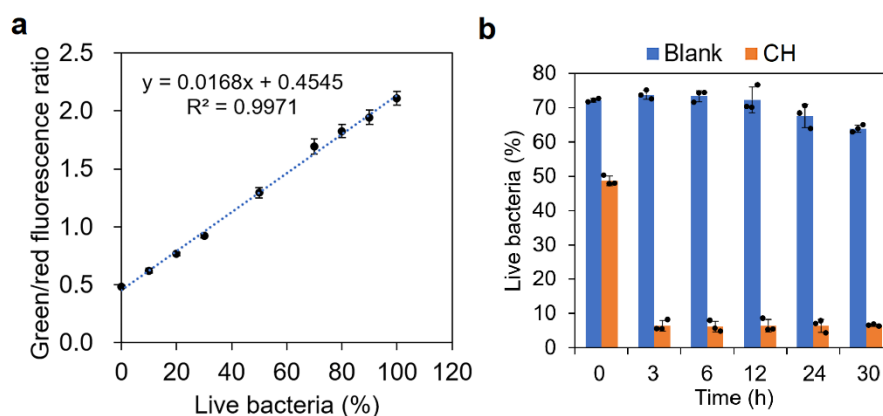 a
y = 0.0168x + 0.4545
R² = 0.9971
Green/red fluorescence ratio
2.5
2.0
1.5
1.0
0.5
0.0
0 20 40 60 80 100 120
Live bacteria (%)
b
Blank CH
Live bacteria (%)
80
70
60
50
40
30
20
10
0
0 3 6 12 24 30
Time (h)